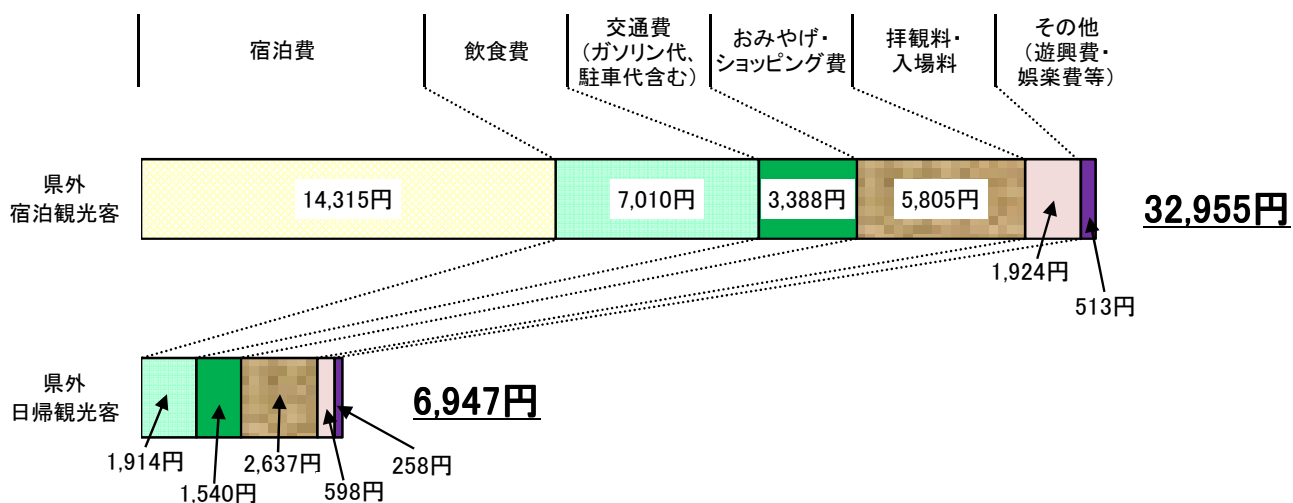 宿泊費
飲食費
交通費
(ガソリン代、
駐車代含む)
おみやげ・
ショッピング費
拝観料・
入場料
その他
(遊興費・
娯楽費等)
県外
宿泊観光客
14,315円
7,010円
3,388円
5,805円
1,924円
513円
32,955円
県外
日帰観光客
1,914円
1,540円
2,637円
598円
258円
6,947円